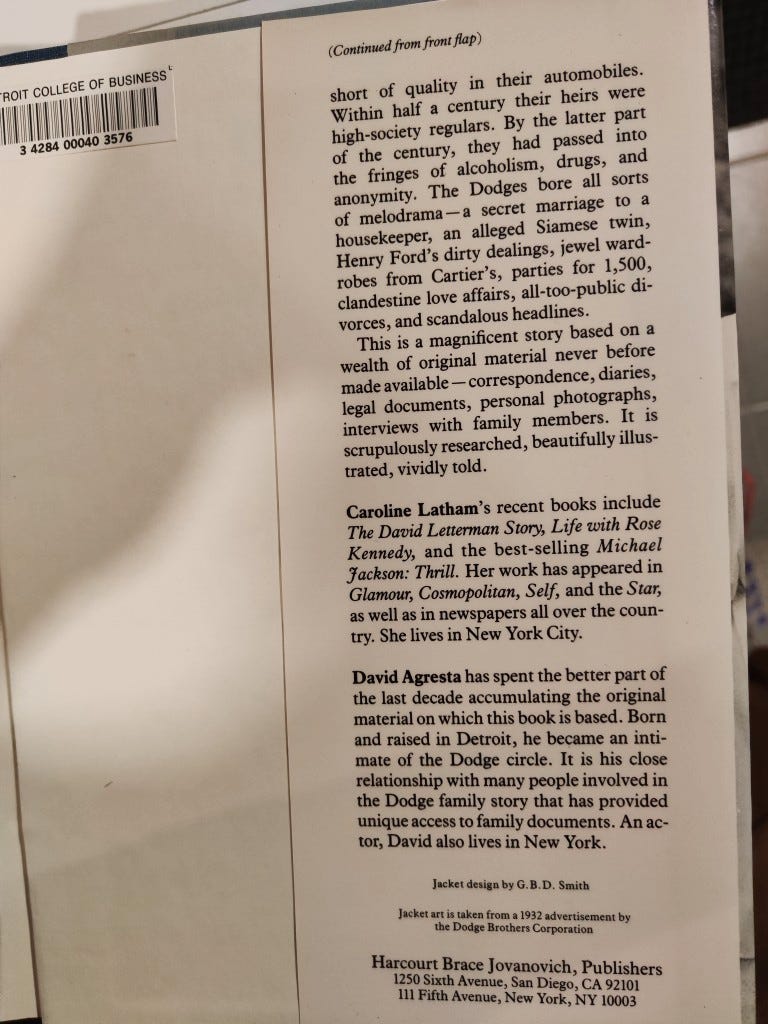 TROIT COLLEGE OF BUSINESS
3 4284 00040 3576
(Continued from front flap)
short of quality in their automobiles.
Within half a century their heirs were
high-society regulars. By the latter part
of the century, they had passed into
the fringes of alcoholism, drugs, and
anonymity. The Dodges bore all sorts
of melodrama—a secret marriage to a
housekeeper, an alleged Siamese twin,
Henry Ford's dirty dealings, jewel ward-
robes from Cartier's, parties for 1,500,
clandestine love affairs, all-too-public di-
vorces, and scandalous headlines.
This is a magnificent story based on a
wealth of original material never before
made available—correspondence, diaries,
legal documents, personal photographs,
interviews with family members. It is
scrupulously researched, beautifully illus-
trated, vividly told.
Caroline Latham's recent books include
The David Letterman Story, Life with Rose
Kennedy, and the best-selling Michael
Jackson: Thrill. Her work has appeared in
Glamour, Cosmopolitan, Self, and the Star,
as well as in newspapers all over the coun-
try. She lives in New York City.
David Agresta has spent the better part of
the last decade accumulating the original
material on which this book is based. Born
and raised in Detroit, he became an inti-
mate of the Dodge circle. It is his close
relationship with many people involved in
the Dodge family story that has provided
unique access to family documents. An ac-
tor, David also lives in New York.
Jacket design by G.B.D. Smith
Jacket art is taken from a 1932 advertisement by
the Dodge Brothers Corporation
Harcourt Brace Jovanovich, Publishers
1250 Sixth Avenue, San Diego, CA 92101
111 Fifth Avenue, New York, NY 10003